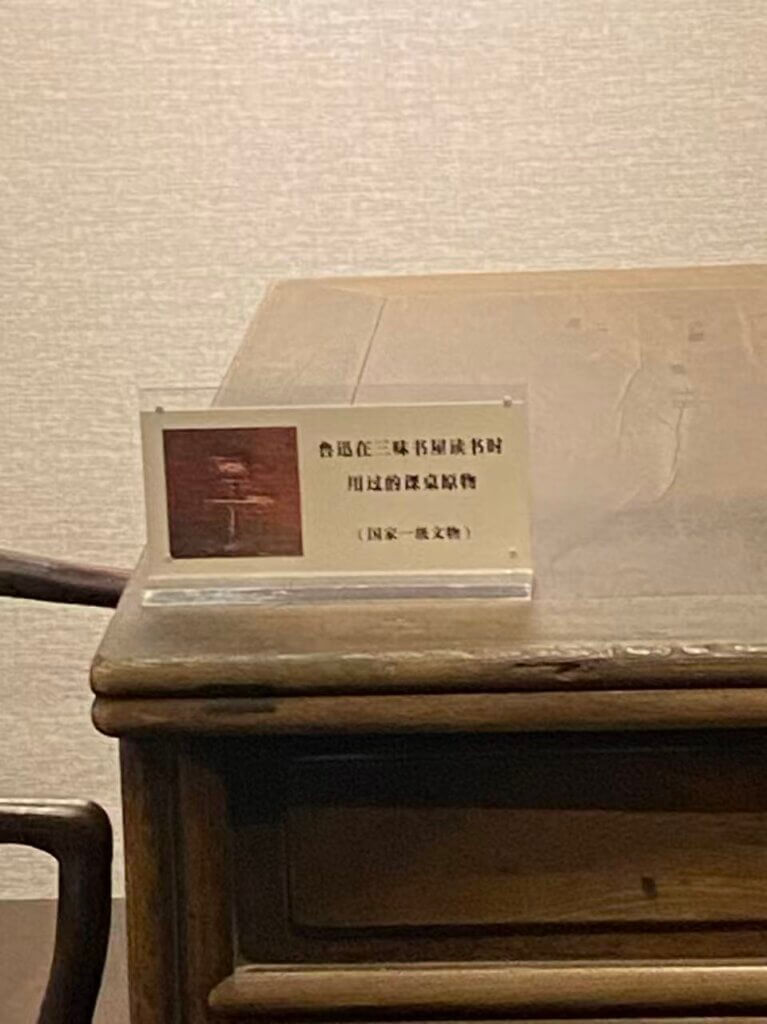 早
鲁迅在三味书屋读书时
用过的课桌原物
（国家一级文物）